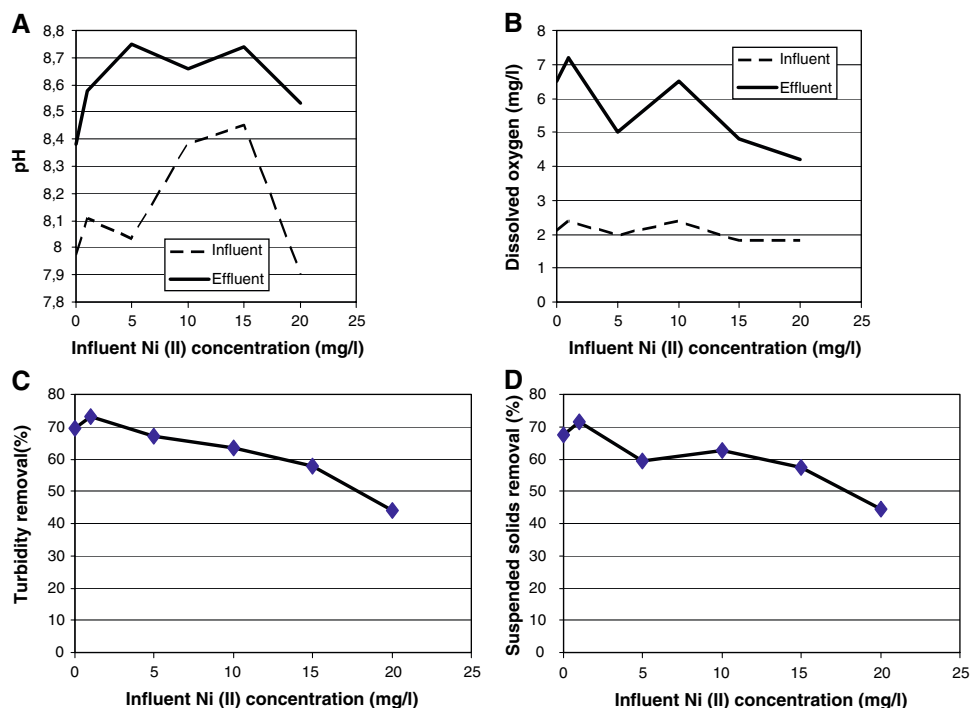 A
pH
8,8
8,7
8,6
8,5
8,4
8,3
8,2
8,1
8
7,9
7,8
Influent
Effluent
0 5 10 15 20 25
Influent Ni (II) concentration (mg/l)
B
Dissolved oxygen (mg/l)
8
7
6
5
4
3
2
1
0
Influent
Effluent
0 5 10 15 20 25
Influent Ni (II) concentration (mg/l)
C
Turbidity removal(%)
80
70
60
50
40
30
20
10
0
0 5 10 15 20 25
Influent Ni (II) concentration (mg/l)
D
Suspended solids removal (%)
80
70
60
50
40
30
20
10
0
0 5 10 15 20 25
Influent Ni (II) concentration (mg/l)